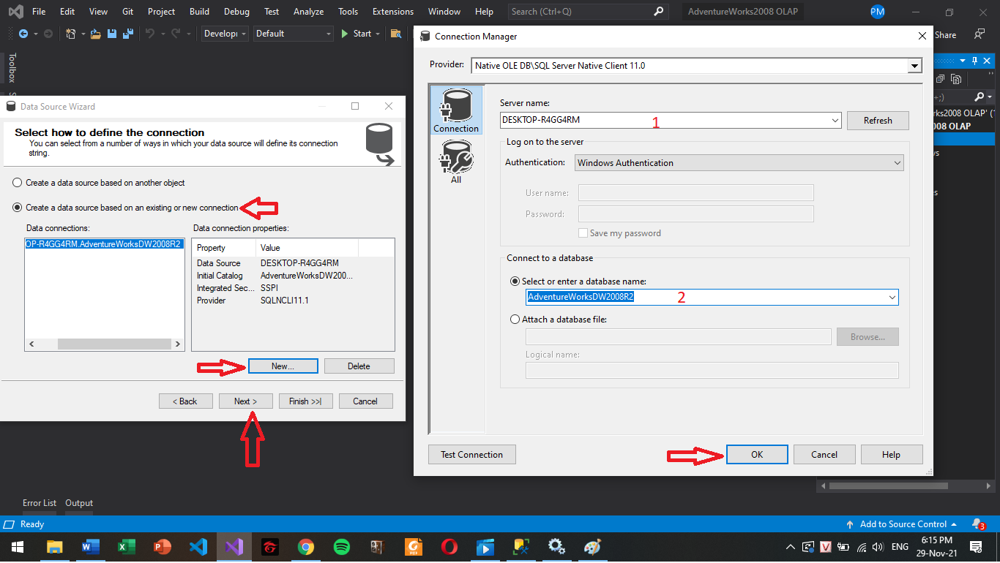 File Edit View Git Project Build Debug Test Analyze Tools Extensions Window Help Search (Ctrl+Q) AdventureWorks2008 OLAP PM
Developr Default Start Share
Toolbox
Data Source Wizard
Select how to define the connection
You can select from a number of ways in which your data source will define its connection
string.
Create a data source based on another object
Create a data source based on an existing or new connection
Data connections: Data connection properties:
OP-R4GG4RM.AdventureWorksDW2008R2
Property Value
Data Source DESKTOP-R4GG4RM
Initial Catalog AdventureWorksDW200...
Integrated Sec... SSPI
Provider SQLNCLI11.1
New... Delete
< Back Next > Finish >>| Cancel
Connection Manager
Provider: Native OLE DB\SQL Server Native Client 11.0
Connection
All
Server name:
DESKTOP-R4GG4RM 1 Refresh
Log on to the server
Authentication: Windows Authentication
User name:
Password:
Save my password
Connect to a database
Select or enter a database name:
AdventureWorksDW2008R2 2
Attach a database file:
Browse...
Logical name:
Test Connection OK Cancel Help
+;)
rks2008 OLAP' (
08 OLAP
Error List Output
Ready Add to Source Control 3
ENG 6:15 PM
29-Nov-21